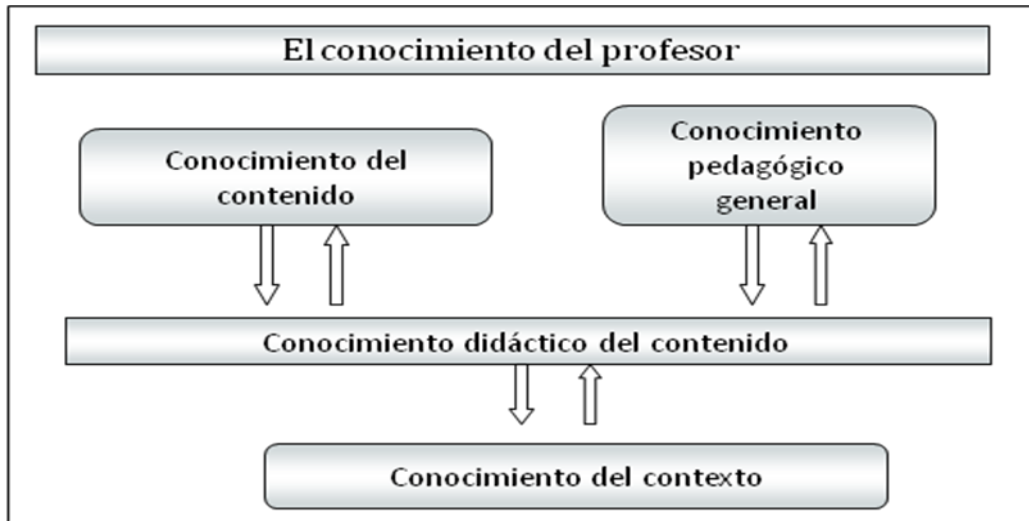 El conocimiento del profesor
Conocimiento del
contenido
Conocimiento
pedagógico
general
Conocimiento didáctico del contenido
Conocimiento del contexto